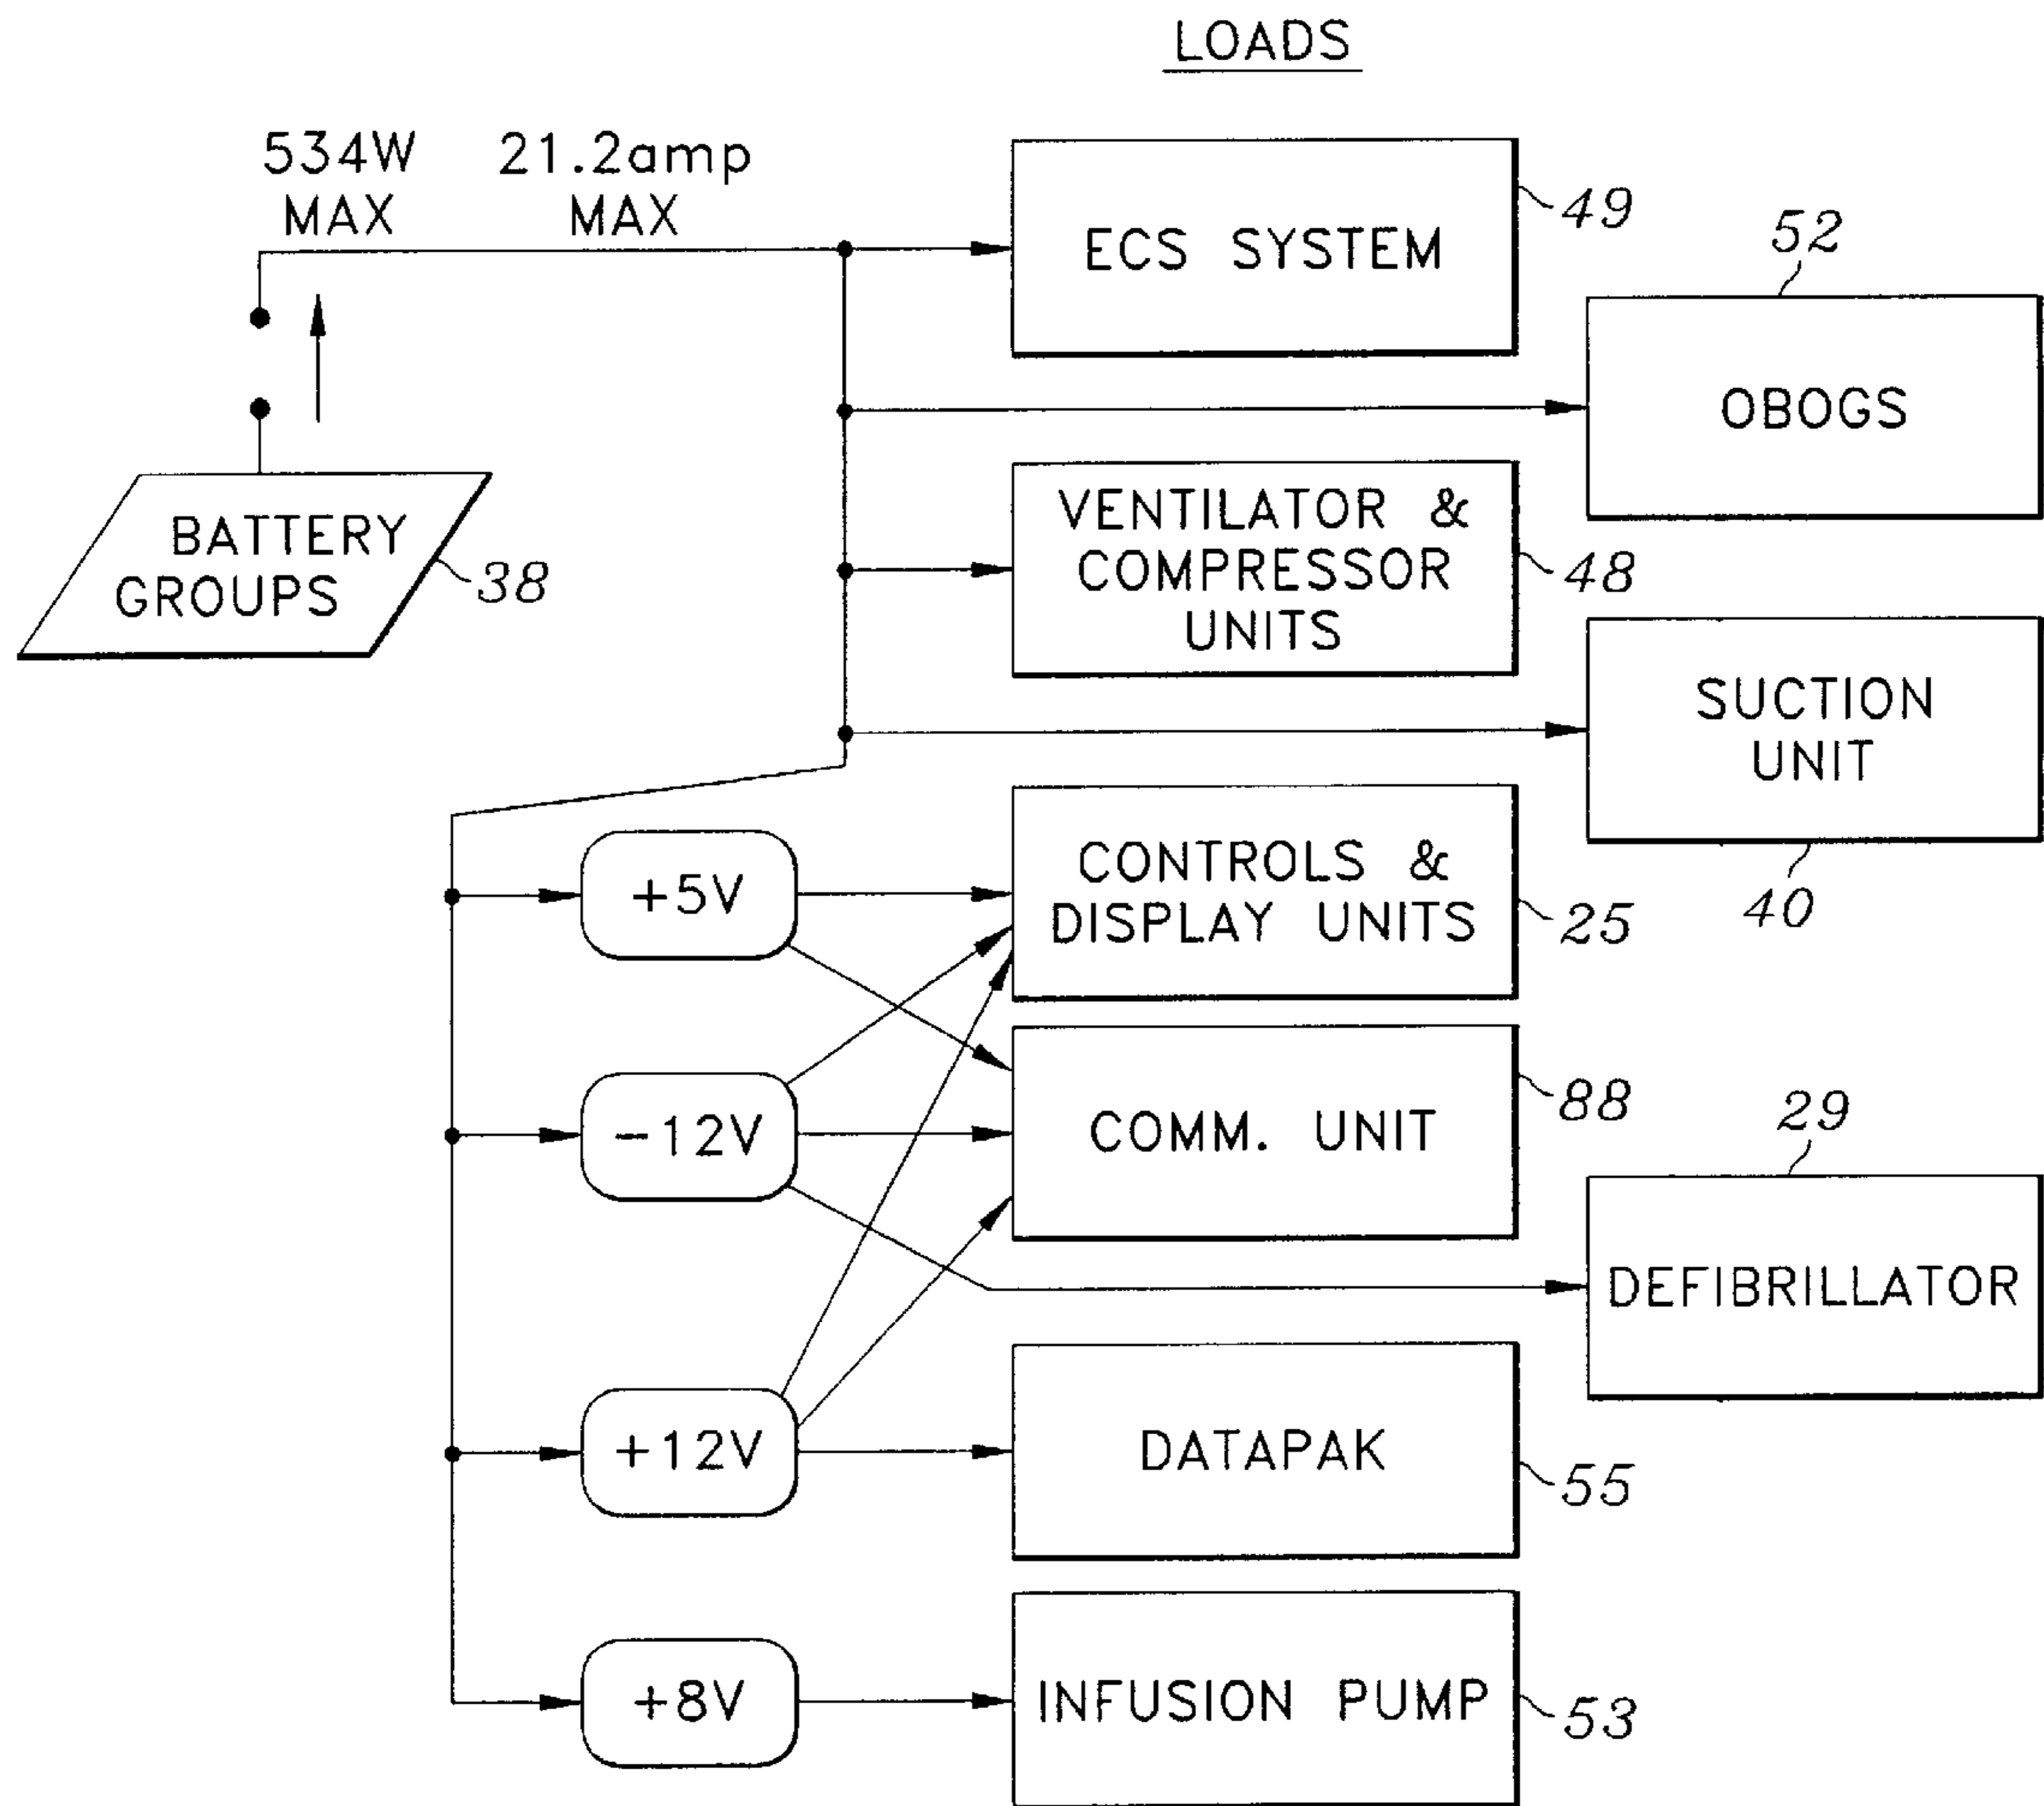 LOADS
534W
MAX
21.2amp
MAX
ECS SYSTEM
49
52
OBOGS
BATTERY
GROUPS
38
VENTILATOR &
COMPRESSOR
UNITS
48
SUCTION
UNIT
40
+5V
CONTROLS &
DISPLAY UNITS
25
-12V
COMM. UNIT
88
29
DEFIBRILLATOR
+12V
DATAPAK
55
+8V
INFUSION PUMP
53